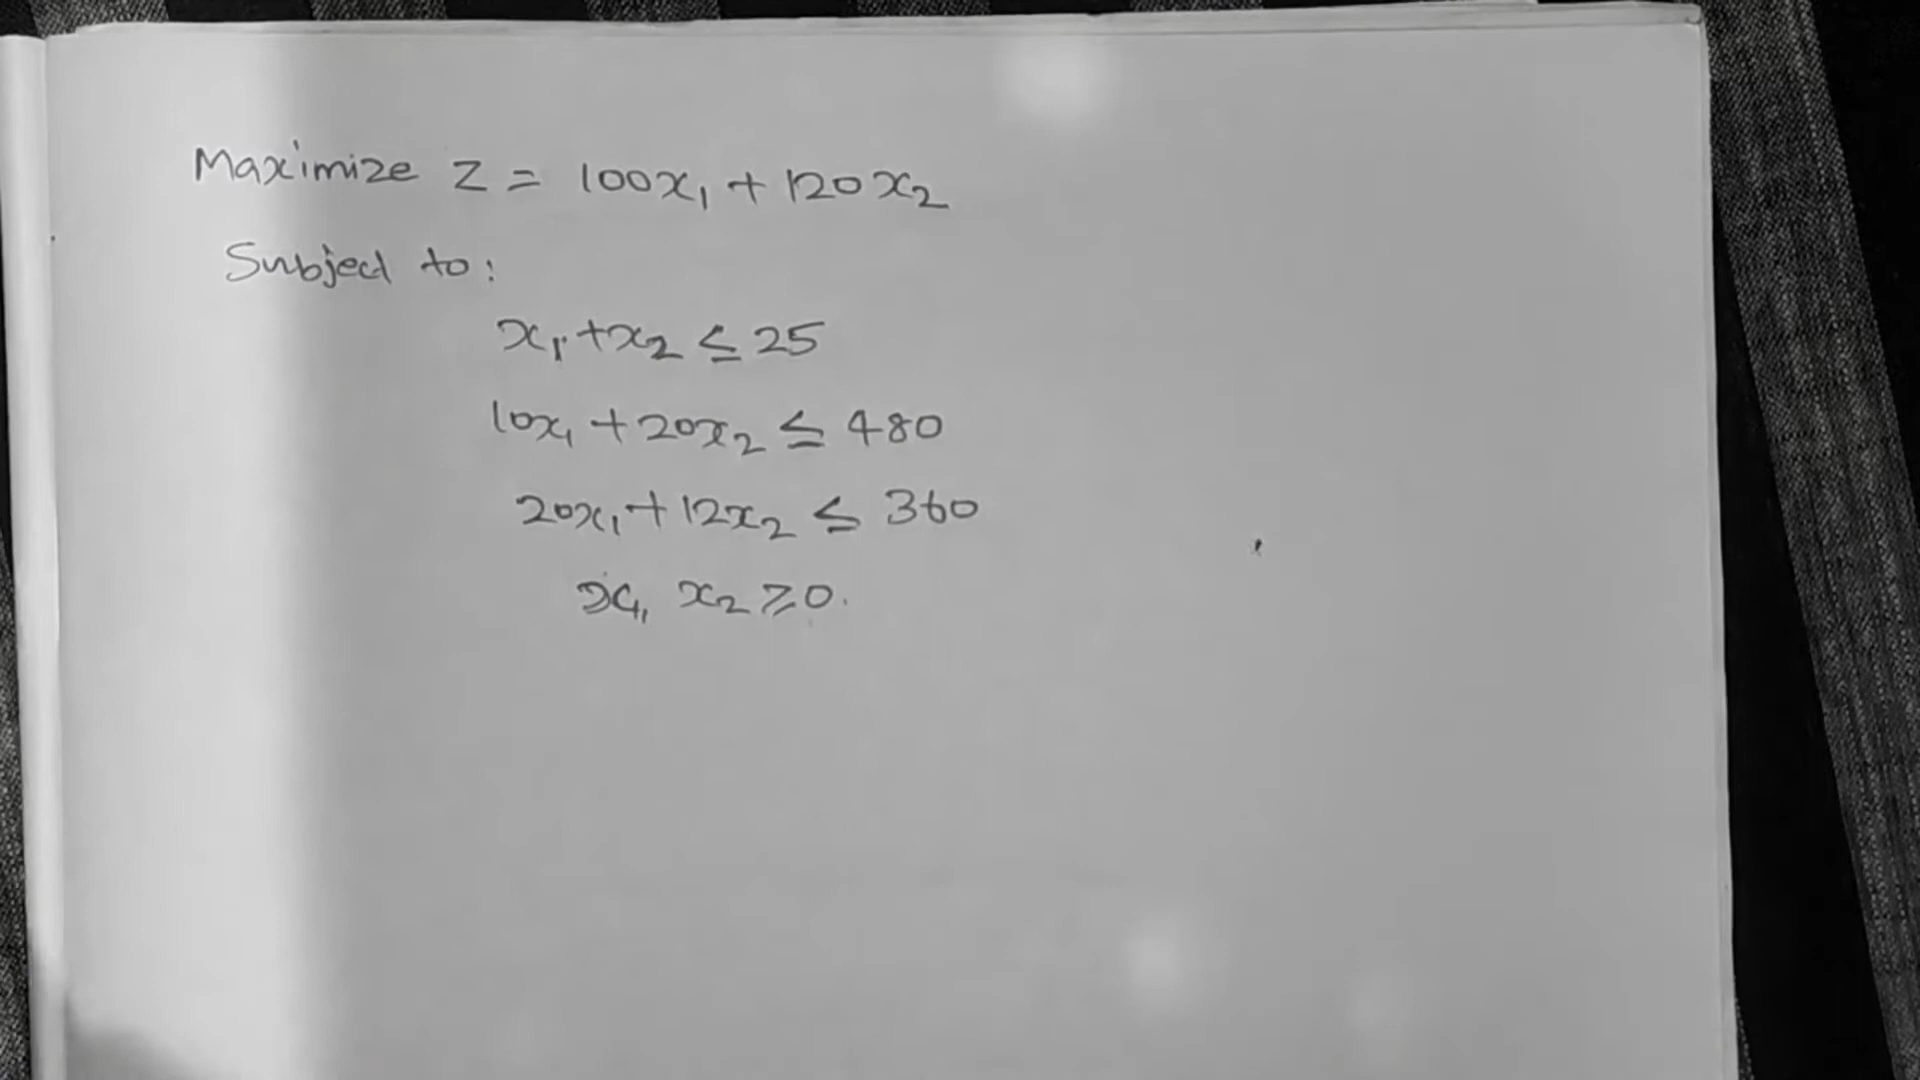 Maximize Z = 100x₁ + 120x₂
Subject to:
x₁ + x₂ ≤ 25
10x₁ + 20x₂ ≤ 480
20x₁ + 12x₂ ≤ 360
x₁, x₂ ≥ 0.